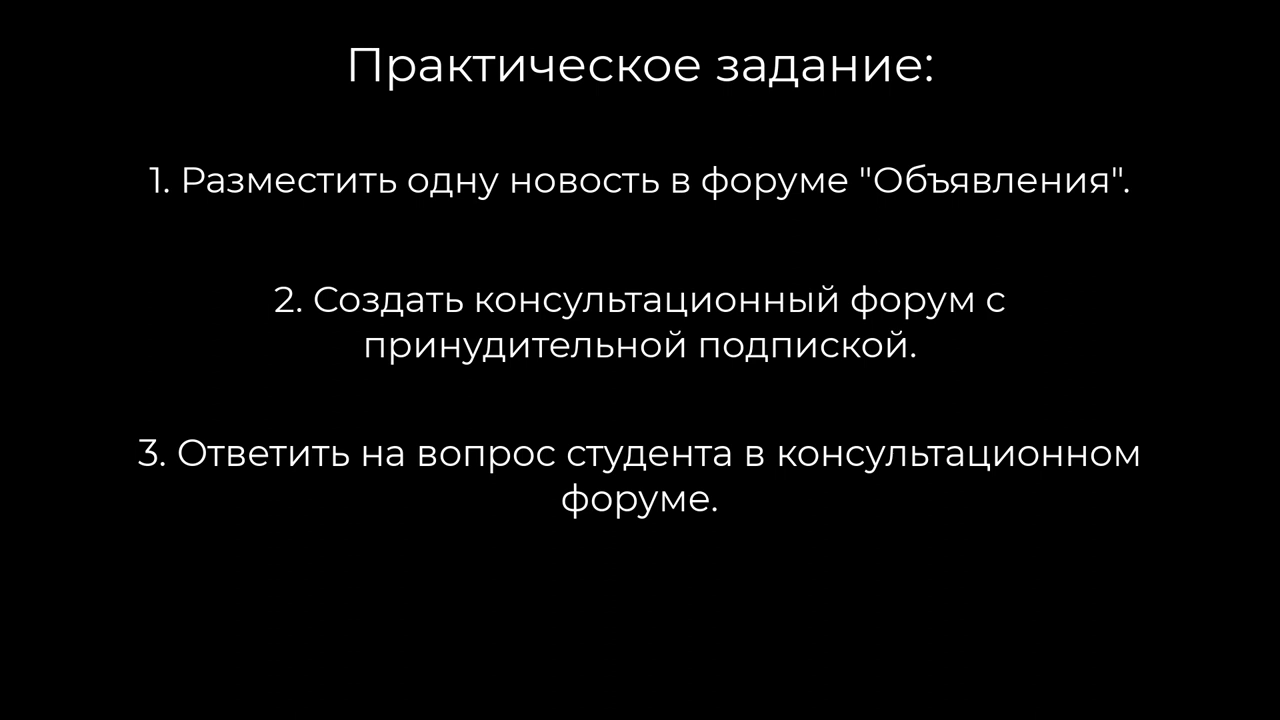 Практическое задание:
1. Разместить одну новость в форуме "Объявления".
2. Создать консультационный форум с
принудительной подпиской.
3. Ответить на вопрос студента в консультационном
форуме.